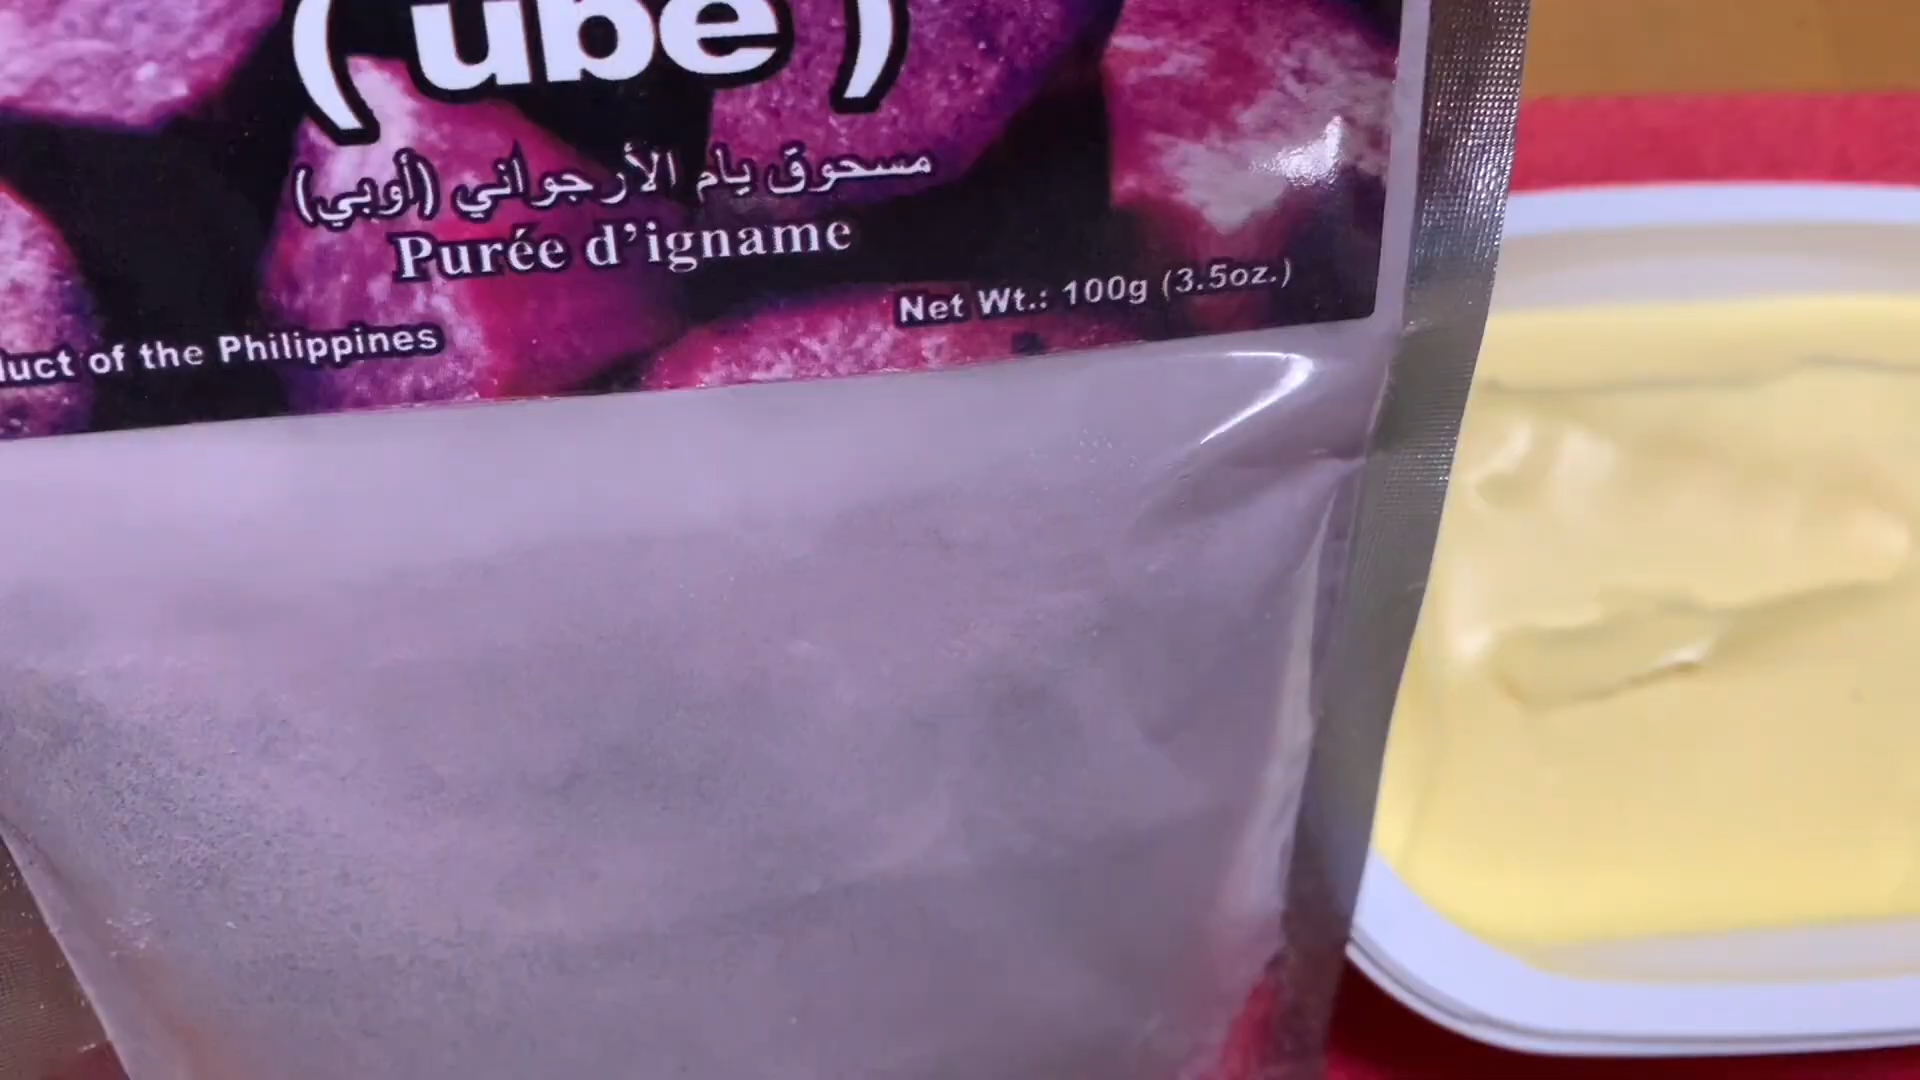 ( ube )
مسحوق يام الأرجواني (أوبي)
Purée d’igname
Net Wt.: 100g (3.5oz.)
of the Philippines